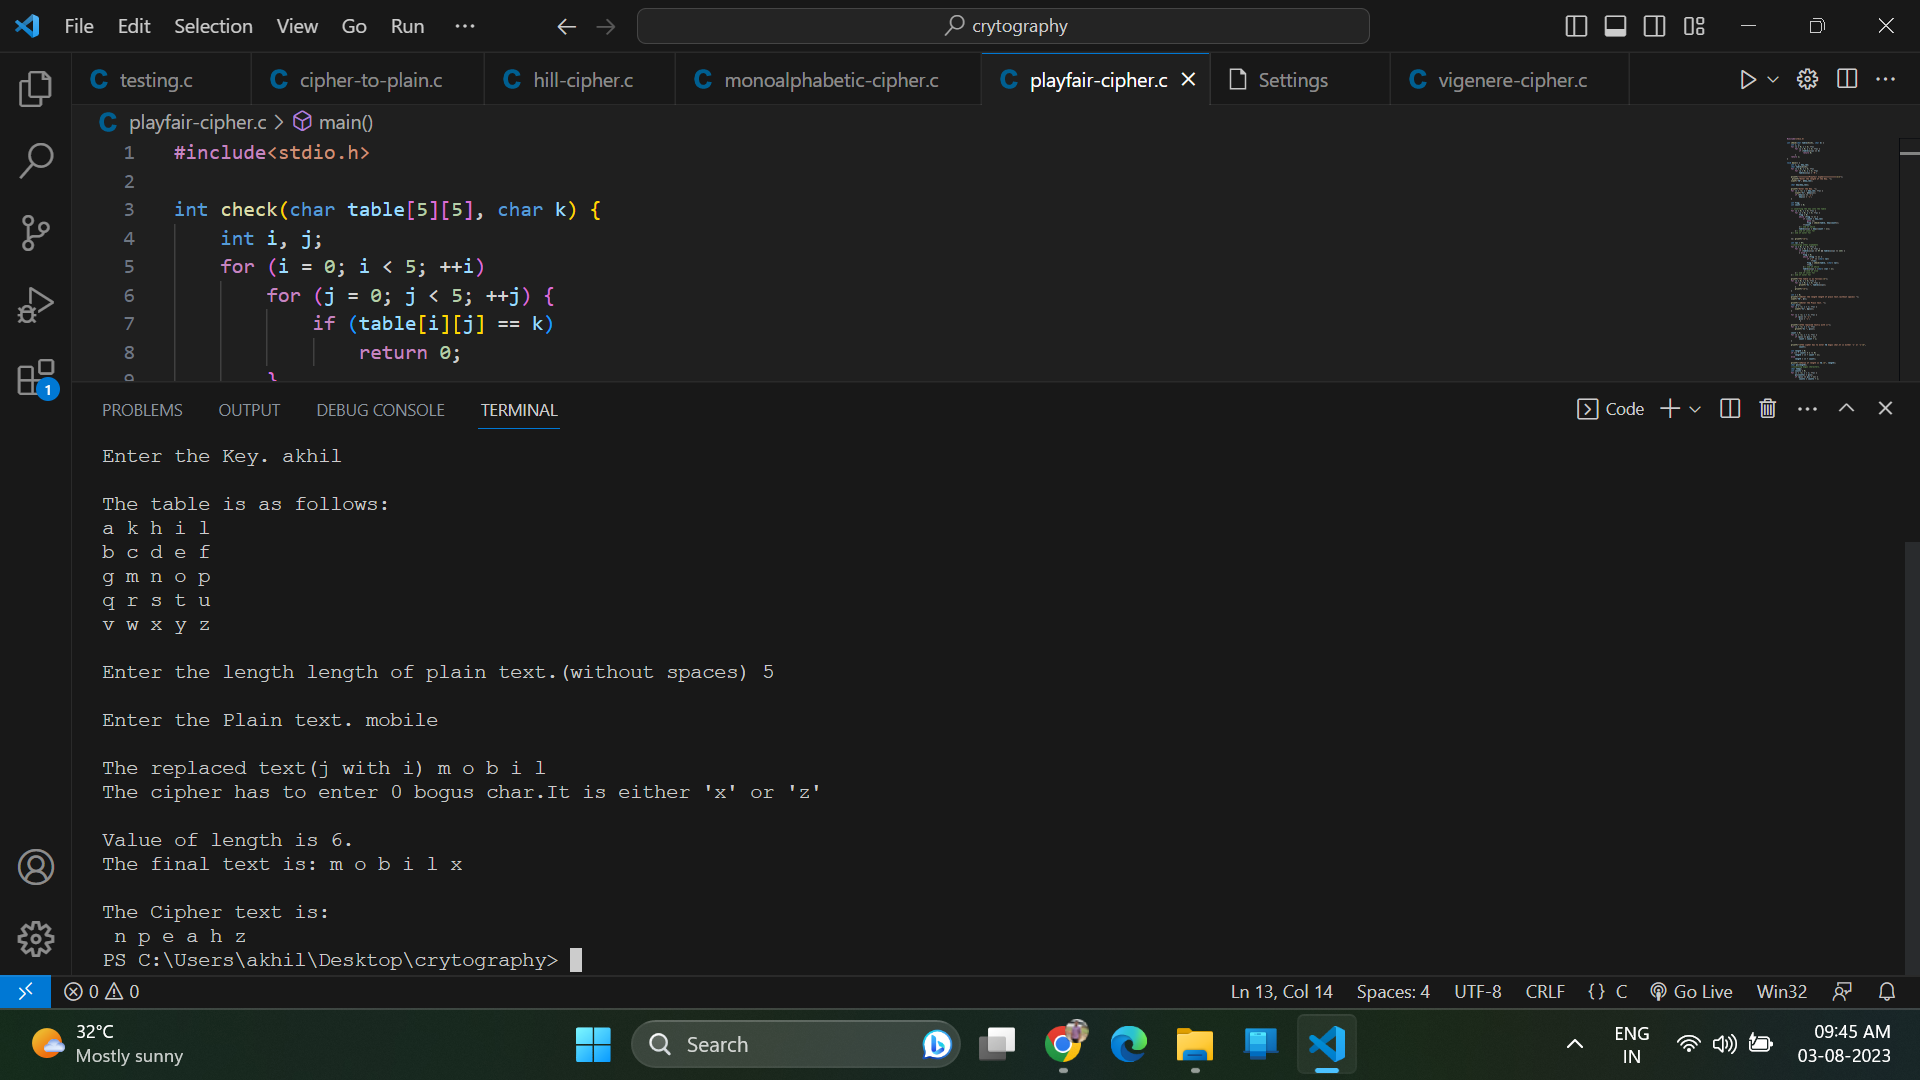 File Edit Selection View Go Run ···
crytography
testing.c cipher-to-plain.c hill-cipher.c monoalphabetic-cipher.c playfair-cipher.c Settings vigenere-cipher.c
playfair-cipher.c > main()
1 #include<stdio.h>
2
3 int check(char table[5][5], char k) {
4 int i, j;
5 for (i = 0; i < 5; ++i)
6 for (j = 0; j < 5; ++j) {
7 if (table[i][j] == k)
8 return 0;
9 }
1
PROBLEMS OUTPUT DEBUG CONSOLE TERMINAL
Code
Enter the Key. akhil
The table is as follows:
a k h i l
b c d e f
g m n o p
q r s t u
v w x y z
Enter the length length of plain text.(without spaces) 5
Enter the Plain text. mobile
The replaced text(j with i) m o b i l
The cipher has to enter 0 bogus char.It is either 'x' or 'z'
Value of length is 6.
The final text is: m o b i l x
The Cipher text is:
n p e a h z
PS C:\Users\akhil\Desktop\crytography>
0 0 Ln 13, Col 14 Spaces: 4 UTF-8 CRLF {} C Go Live Win32
32°C
Mostly sunny
Search
ENG
IN
09:45 AM
03-08-2023